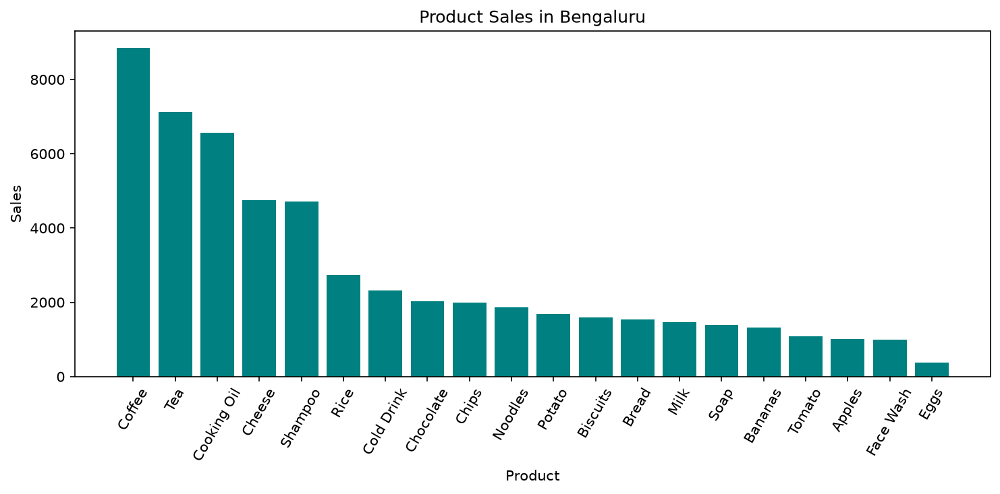 Product Sales in Bengaluru
Sales
8000
6000
4000
2000
0
Coffee
Tea
Cooking Oil
Cheese
Shampoo
Rice
Cold Drink
Chocolate
Chips
Noodles
Potato
Biscuits
Bread
Milk
Soap
Bananas
Tomato
Apples
Face Wash
Eggs
Product